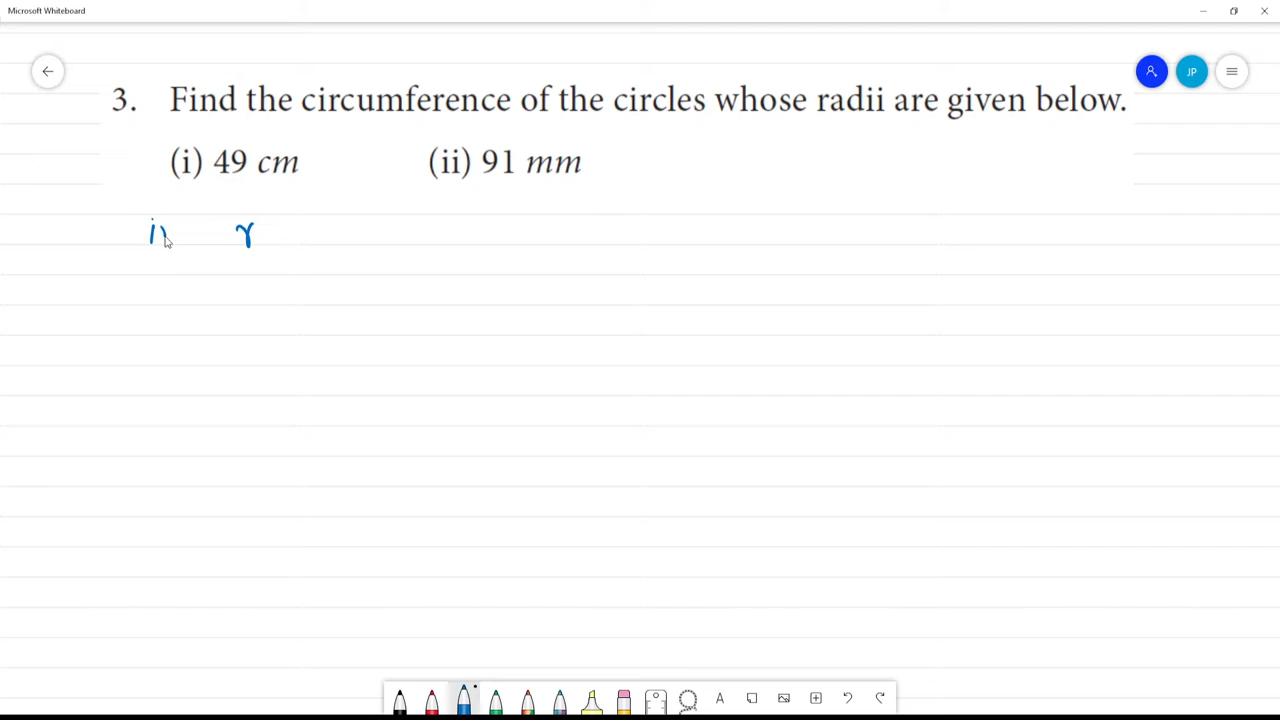 Microsoft Whiteboard
JP
3. Find the circumference of the circles whose radii are given below.
(i) 49 cm (ii) 91 mm
i) r
A